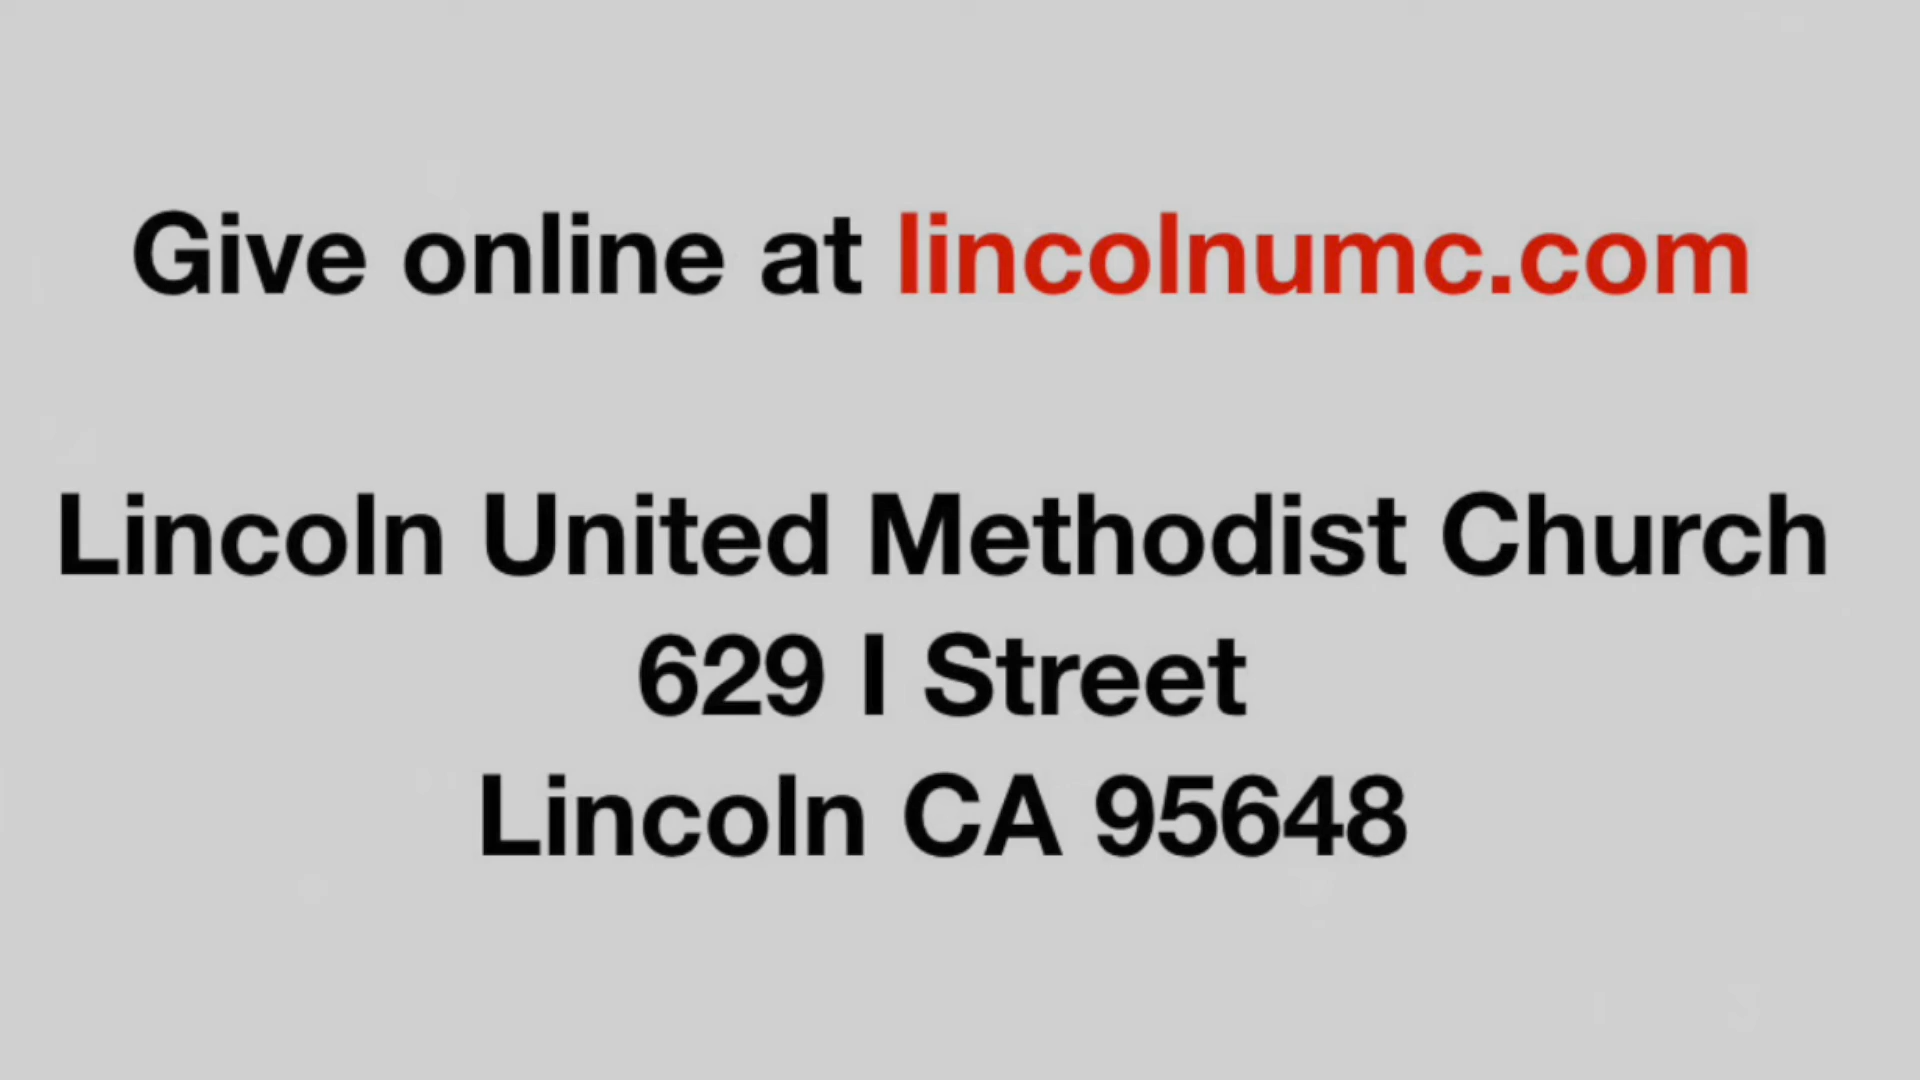 Give online at lincolnumc.com
Lincoln United Methodist Church
629 I Street
Lincoln CA 95648